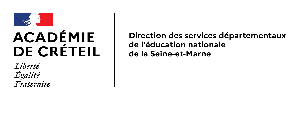 ACADÉMIE
DE CRÉTEIL
Liberté
Égalité
Fraternité
Direction des services départementaux
de l'éducation nationale
de la Seine-et-Marne